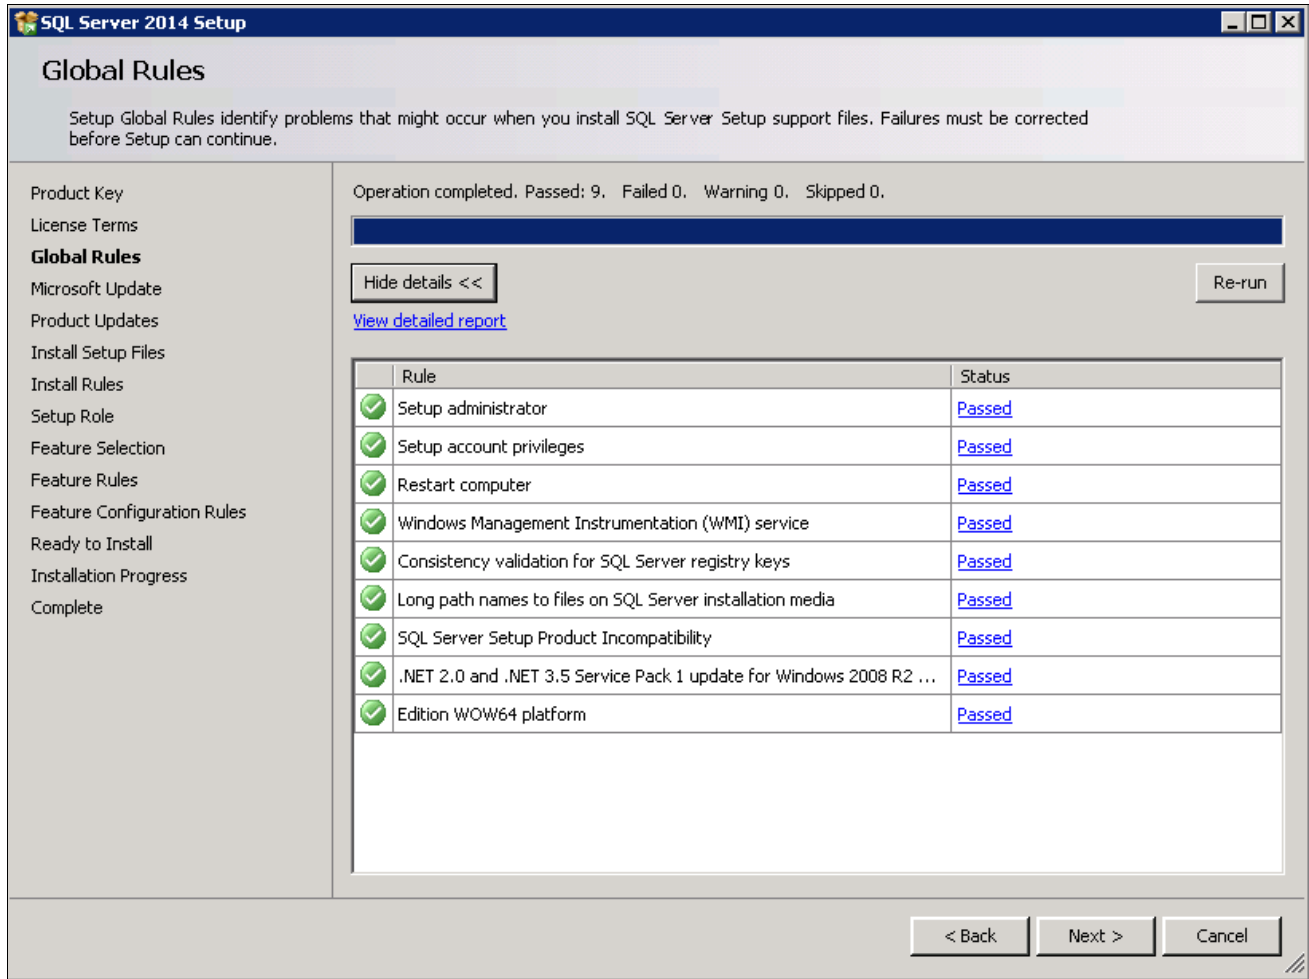 SQL Server 2014 Setup
Global Rules
Setup Global Rules identify problems that might occur when you install SQL Server Setup support files. Failures must be corrected
before Setup can continue.
Product Key
License Terms
Global Rules
Microsoft Update
Product Updates
Install Setup Files
Install Rules
Setup Role
Feature Selection
Feature Rules
Feature Configuration Rules
Ready to Install
Installation Progress
Complete
Operation completed. Passed: 9. Failed 0. Warning 0. Skipped 0.
Hide details <<
Re-run
View detailed report
Rule Status
Setup administrator Passed
Setup account privileges Passed
Restart computer Passed
Windows Management Instrumentation (WMI) service Passed
Consistency validation for SQL Server registry keys Passed
Long path names to files on SQL Server installation media Passed
SQL Server Setup Product Incompatibility Passed
.NET 2.0 and .NET 3.5 Service Pack 1 update for Windows 2008 R2 ... Passed
Edition WOW64 platform Passed
< Back Next > Cancel